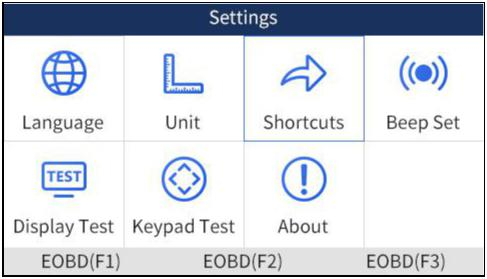 Settings
Language Unit Shortcuts Beep Set
TEST
Display Test Keypad Test About
EOBD(F1) EOBD(F2) EOBD(F3)